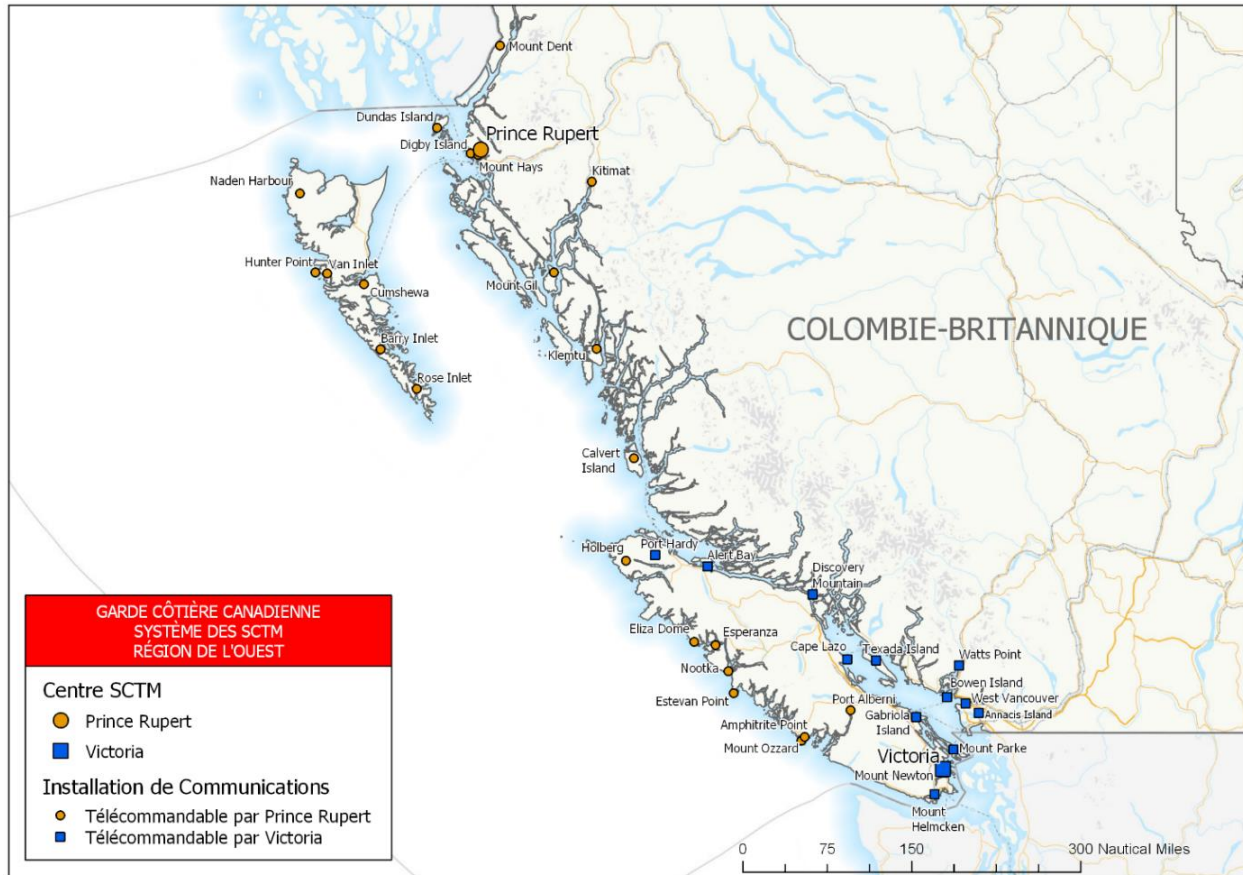 Mount Dent
Dundas Island
Prince Rupert
Digby Island
Mount Hays
Kitimat
Naden Harbour
Hunter Point
Van Inlet
Mount Gil
Cumshewa
COLOMBIE-BRITANNIQUE
Barry Inlet
Klemtu
Rose Inlet
Calvert
Island
Holberg
Port Hardy
Alert Bay
Discovery
Mountain
Eliza Dome
Esperanza
Cape Lazo
Texada Island
Watts Point
Nootka
Bowen Island
Estevan Point
Port Alberni
West Vancouver
Gabriola
Island
Annacis Island
Amphitrite Point
Mount Ozzard
Victoria
Mount Parke
Mount Newton
Mount
Helmcken
GARDE CÔTIÈRE CANADIENNE
SYSTÈME DES SCTM
RÉGION DE L'OUEST
Centre SCTM
Prince Rupert
Victoria
Installation de Communications
Télécommandable par Prince Rupert
Télécommandable par Victoria
0 75 150 300 Nautical Miles